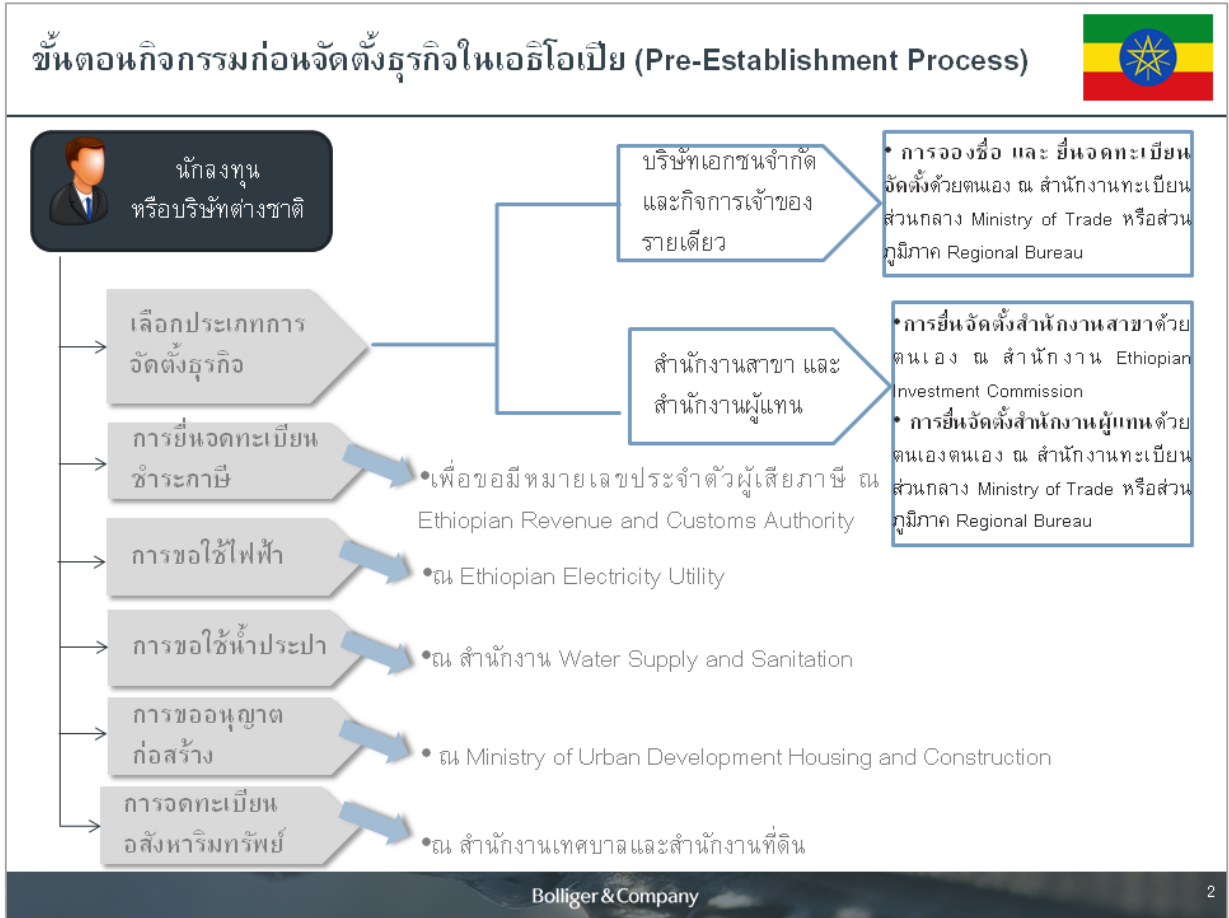 ขั้นตอนกิจกรรมก่อนจัดตั้งธุรกิจในเอธิโอเปีย (Pre-Establishment Process)
นักลงทุน
หรือบริษัทต่างชาติ
บริษัทเอกชนจำกัด
และกิจการเจ้าของ
รายเดียว
• การจองชื่อ และ ยื่นจดทะเบียน
จัดตั้งด้วยตนเอง ณ สำนักงานทะเบียน
ส่วนกลาง Ministry of Trade หรือส่วน
ภูมิภาค Regional Bureau
เลือกประเภทการ
จัดตั้งธุรกิจ
สำนักงานสาขา และ
สำนักงานผู้แทน
•การยื่นจัดตั้งสำนักงานสาขาด้วย
ตนเอง ณ สำนักงาน Ethiopian
Investment Commission
• การยื่นจัดตั้งสำนักงานผู้แทนด้วย
ตนเองตนเอง ณ สำนักงานทะเบียน
ส่วนกลาง Ministry of Trade หรือส่วน
ภูมิภาค Regional Bureau
การยื่นจดทะเบียน
ชำระภาษี
•เพื่อขอมีหมายเลขประจำตัวผู้เสียภาษี ณ
Ethiopian Revenue and Customs Authority
การขอใช้ไฟฟ้า
•ณ Ethiopian Electricity Utility
การขอใช้น้ำประปา
•ณ สำนักงาน Water Supply and Sanitation
การขออนุญาต
ก่อสร้าง
• ณ Ministry of Urban Development Housing and Construction
การจดทะเบียน
อสังหาริมทรัพย์
•ณ สำนักงานเทศบาลและสำนักงานที่ดิน
Bolliger & Company
2